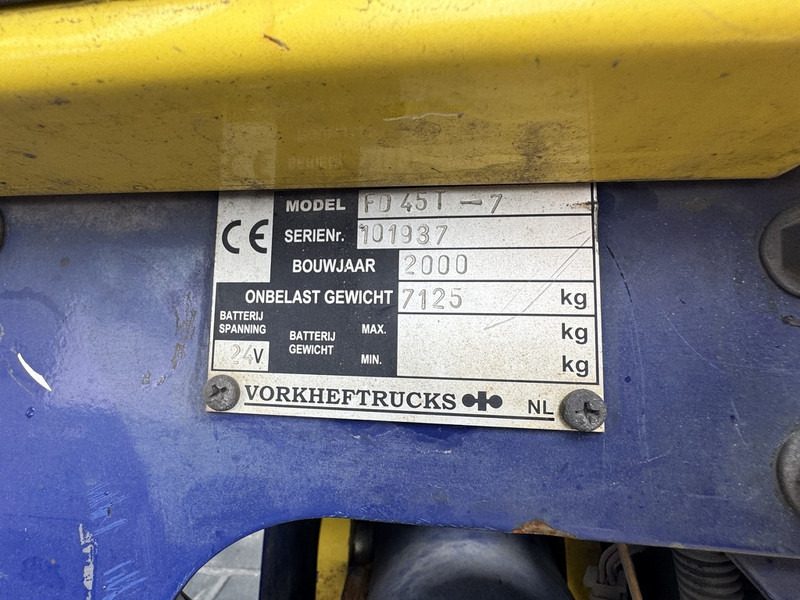 CE
MODEL FD45T-7
SERIENr. 101937
BOUWJAAR 2000
ONBELAST GEWICHT 7125 kg
BATTERIJ SPANNING 24V
BATTERIJ GEWICHT MAX. kg
MIN. kg
VORKHEFTRUCKS NL